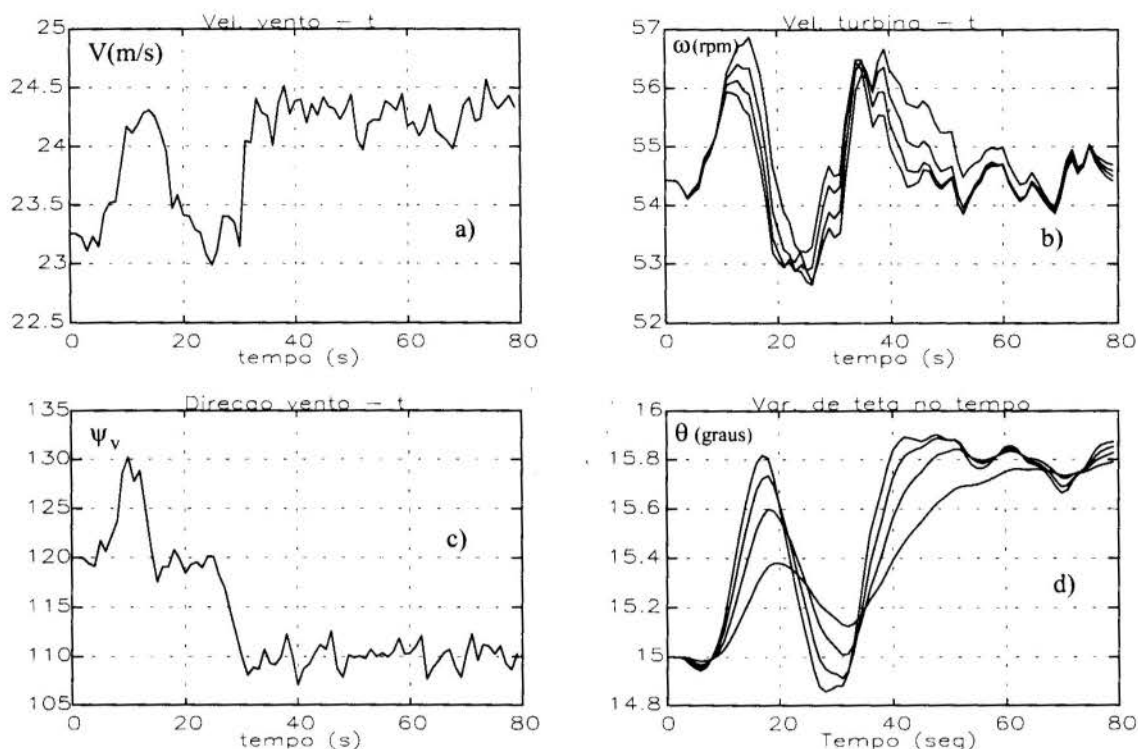 Vel. vento — t
V(m/s)
25
24.5
24
23.5
23
22.5
0
20
40
60
80
tempo (s)
a)
Vel. turbina — t
ω(rpm)
57
56
55
54
53
52
0
20
40
60
80
tempo (s)
b)
Direcao vento — t
Ψv
135
130
125
120
115
110
105
0
20
40
60
80
tempo (s)
c)
Var. de teta no tempo
θ (graus)
16
15.8
15.6
15.4
15.2
15
14.8
0
20
40
60
80
Tempo (seg)
d)